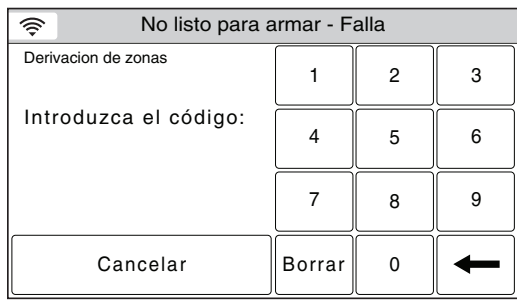 No listo para armar - Falla
Derivacion de zonas
Introduzca el código:
1 2 3
4 5 6
7 8 9
Cancelar Borrar 0